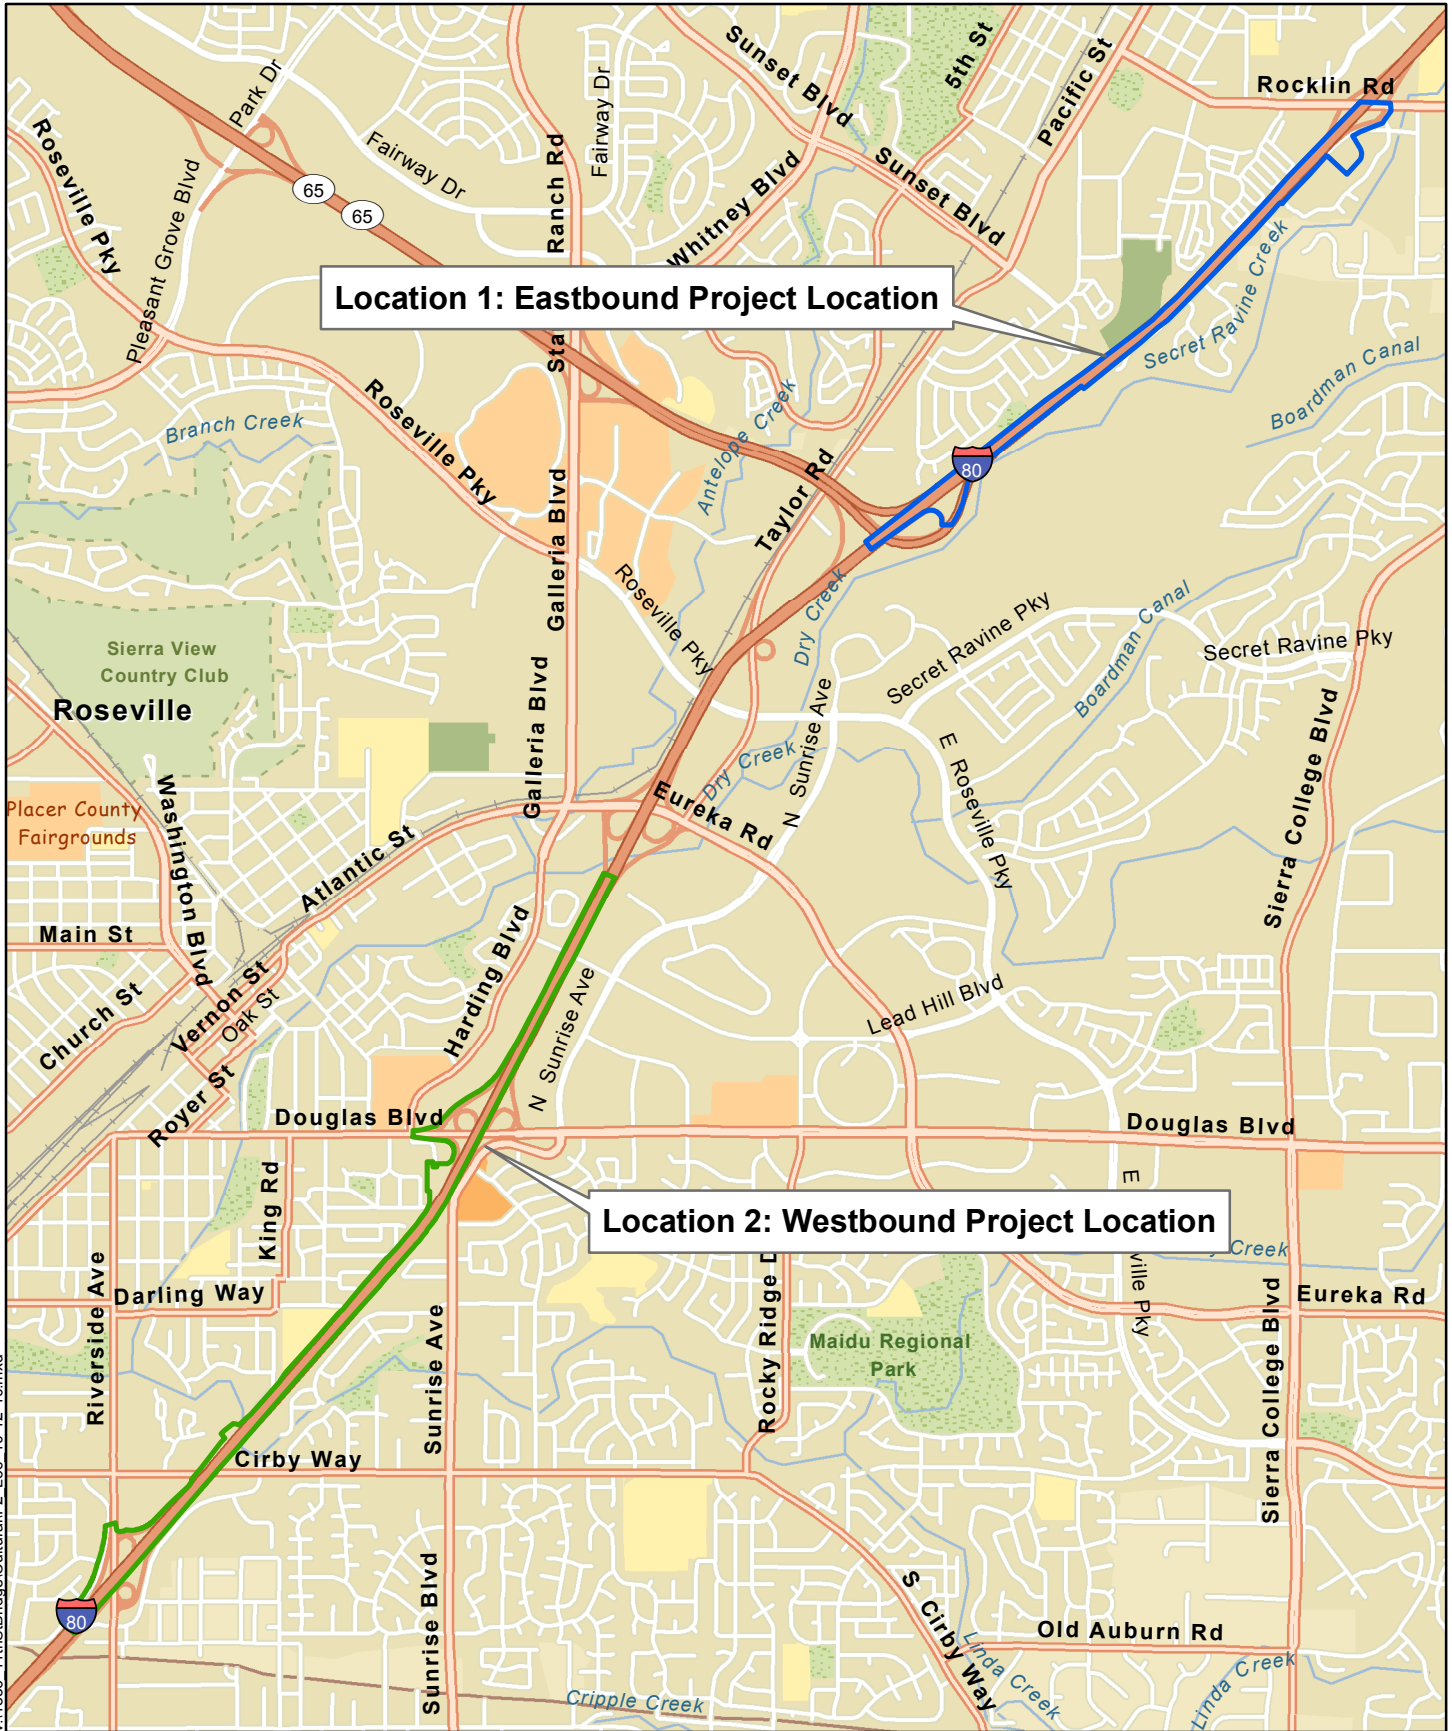 Sunset Blvd
5th St
Pacific St
Rocklin Rd
Park Dr
Fairway Dr
Fairway Dr
Roseville Pky
Pleasant Grove Blvd
65
65
Ranch Rd
Whitney Blvd
Sunset Blvd
Secret Ravine Creek
Location 1: Eastbound Project Location
Sta
Boardman Canal
Branch Creek
Roseville Pky
Antelope Creek
Taylor Rd
80
Galleria Blvd
Roseville Pky
Dry Creek
Secret Ravine Pky
Boardman Canal
Secret Ravine Pky
Sierra View
Country Club
Roseville
Galleria Blvd
N Sunrise Ave
Dry Creek
E Roseville Pky
Sierra College Blvd
Placer County
Fairgrounds
Washington Blvd
Atlantic St
Eureka Rd
Main St
Church St
Vernon St
Oak St
Royer St
Harding Blvd
N Sunrise Ave
Lead Hill Blvd
Douglas Blvd
Douglas Blvd
King Rd
E
Location 2: Westbound Project Location
Creek
ville Pky
Riverside Ave
Darling Way
Sunrise Ave
Rocky Ridge D
Maidu Regional
Park
Eureka Rd
Sierra College Blvd
Cirby Way
80
Sunrise Blvd
S Cirby Way
Old Auburn Rd
Linda Creek
Linda Creek
Cripple Creek